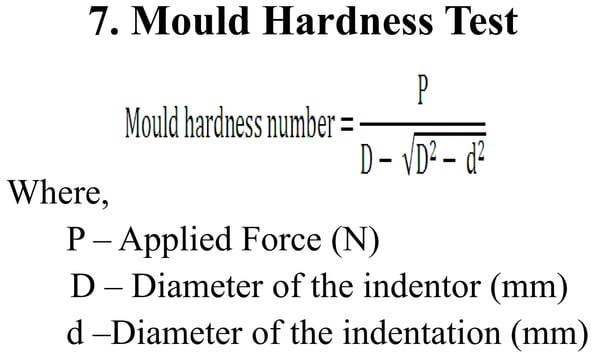 7. Mould Hardness Test
Mould hardness number = P / (D – √(D² – d²))
Where,
P – Applied Force (N)
D – Diameter of the indentor (mm)
d –Diameter of the indentation (mm)